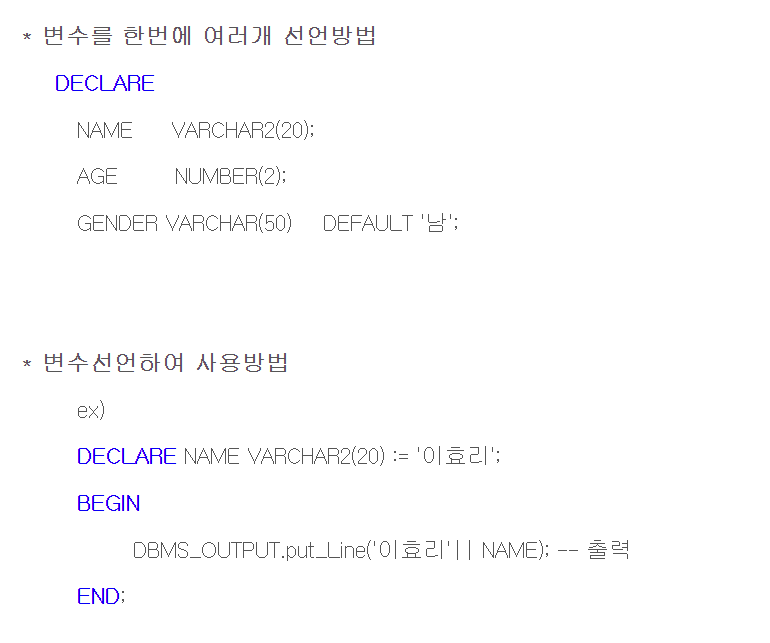 * 변수를 한번에 여러개 선언방법
DECLARE
NAME VARCHAR2(20);
AGE NUMBER(2);
GENDER VARCHAR(50) DEFAULT '남';
* 변수선언하여 사용방법
ex)
DECLARE NAME VARCHAR2(20) := '이효리';
BEGIN
DBMS_OUTPUT.put_Line('이효리'|| NAME); -- 출력
END;